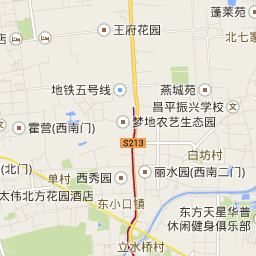 蓬莱苑
王府花园
北七家
店
地铁五号线
燕城苑
昌平振兴学校
文
梦地农艺生态园
霍营(西南门)
S213
白坊村
(北门)
单村
西秀园
丽水园(西南二门)
文
太伟北方花园酒店
东小口镇
东方天星华普
休闲健身俱乐部
立水桥村